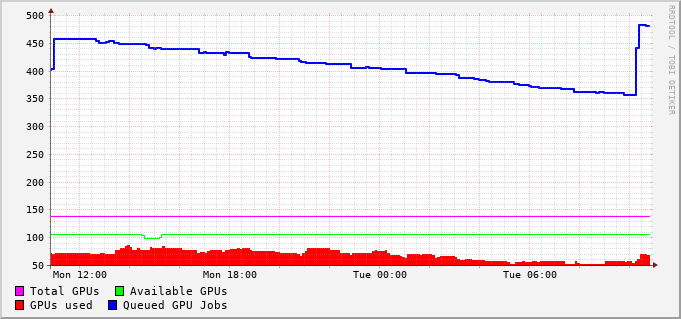 500
450
400
350
300
250
200
150
100
50
Mon 12:00 Mon 18:00 Tue 00:00 Tue 06:00
Total GPUs Available GPUs
GPUs used Queued GPU Jobs
RRDTOOL / TOBI OETIKER